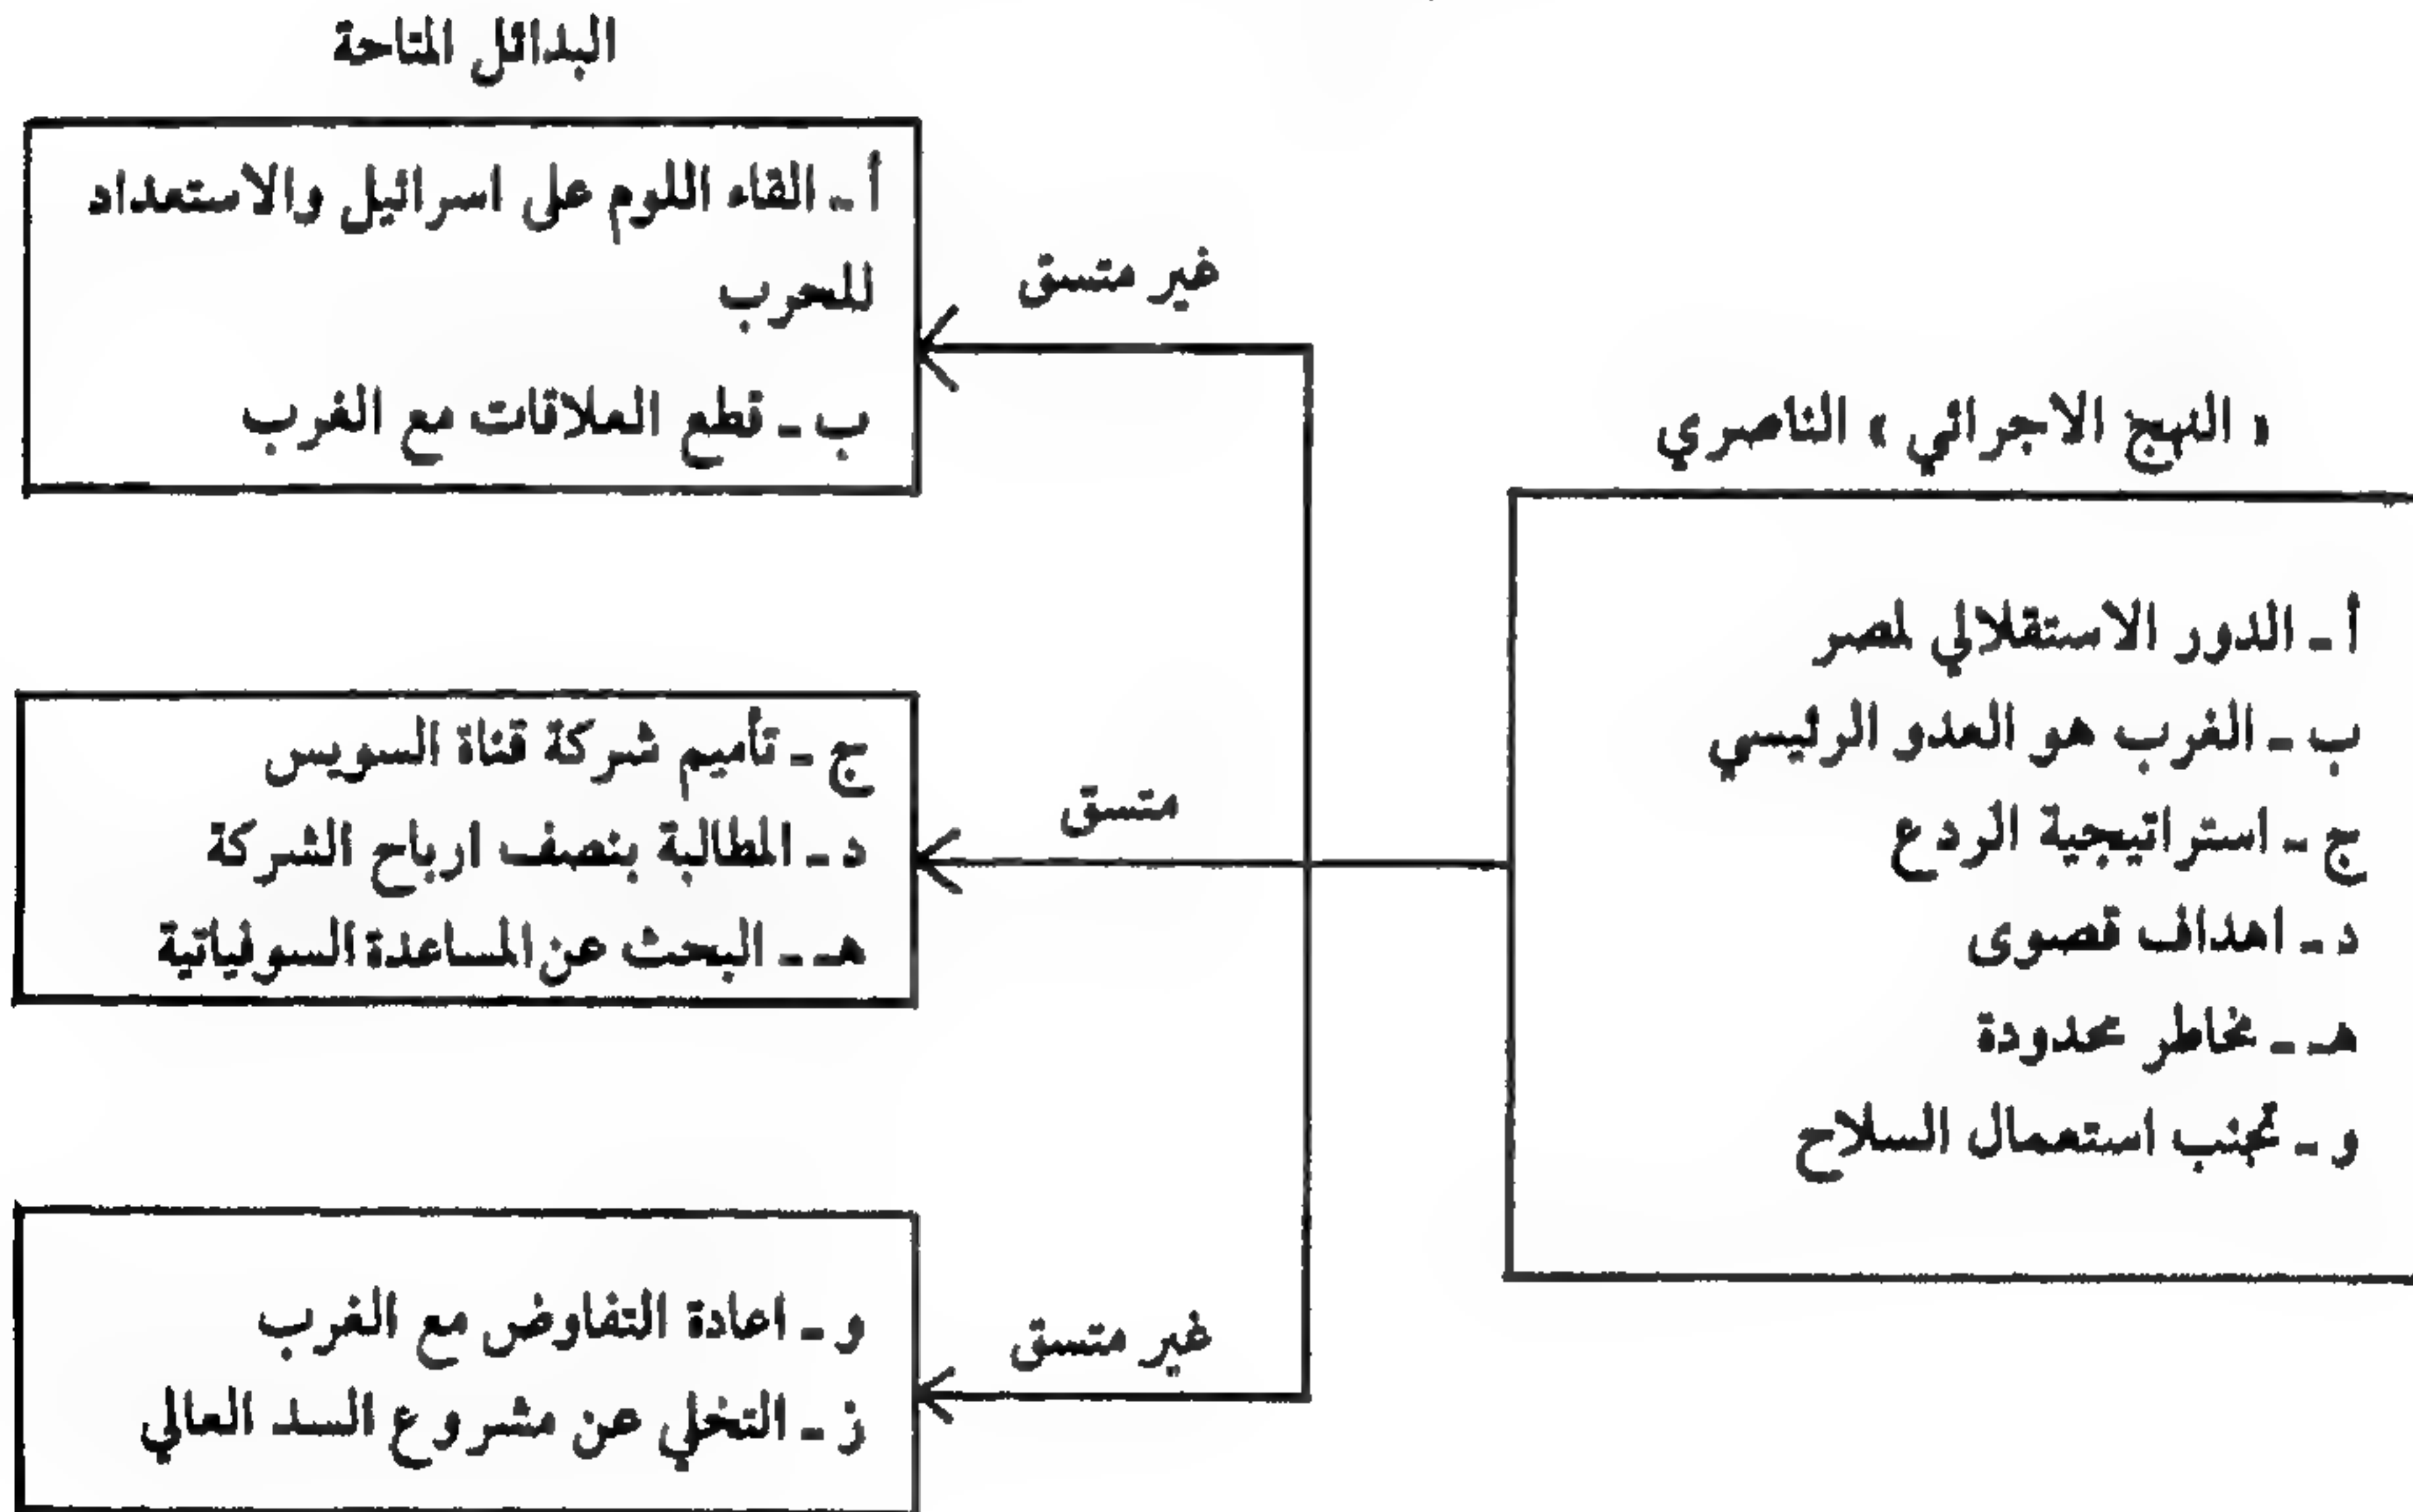 البدائل المتاحة
أ ـ القاء اللوم على اسرائيل والاستعداد
للحرب
ب ـ قطع العلاقات مع الغرب
غير متسق
« النهج الاجرائي » الناصري
أ ـ الدور الاستقلالي لمصر
ب ـ الغرب هو العدو الرئيسي
ج ـ استراتيجية الردع
د ـ اهداف قصوى
هـ ـ مخاطر محدودة
و ـ تجنب استعمال السلاح
متسق
ج ـ تأميم شركة قناة السويس
د ـ المطالبة بنصف ارباح الشركة
هـ ـ البحث عن المساعدة السوفياتية
غير متسق
و ـ اعادة التفاوض مع الغرب
ز ـ التخلي عن مشروع السد العالي